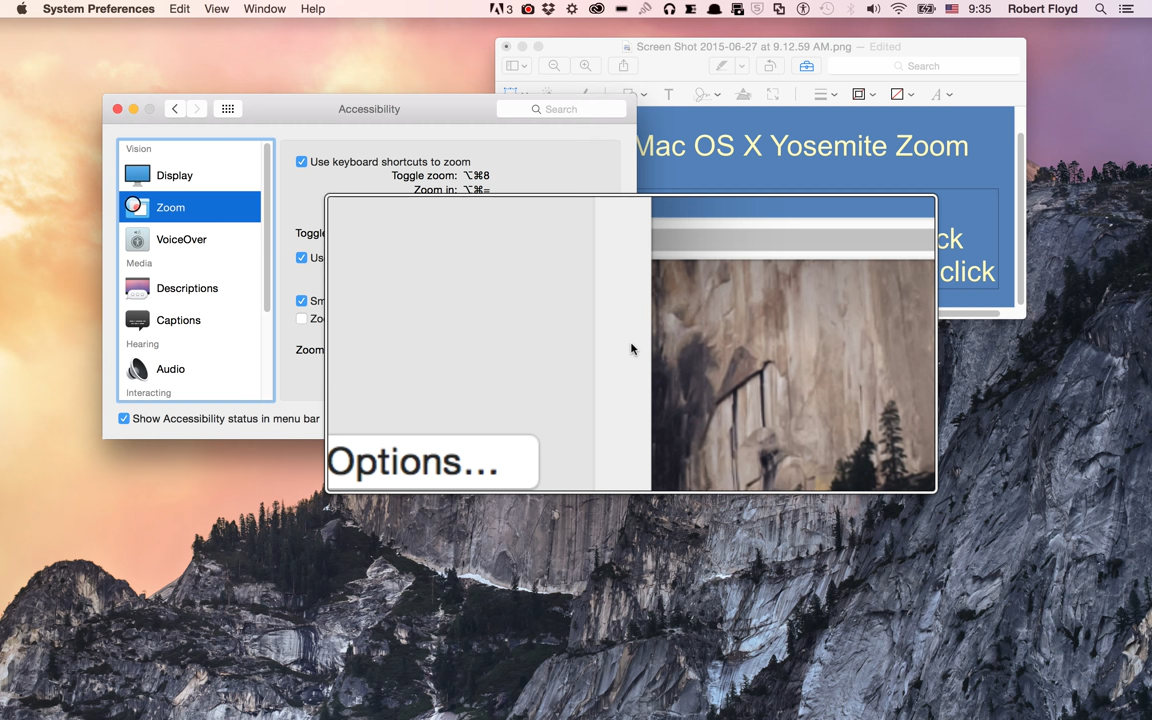 System Preferences Edit View Window Help
3
9:35 Robert Floyd
Screen Shot 2015-06-27 at 9.12.59 AM.png — Edited
Search
Accessibility
Search
Mac OS X Yosemite Zoom
ck
click
Vision
Display
Zoom
VoiceOver
Media
Descriptions
Captions
Hearing
Audio
Interacting
Show Accessibility status in menu bar
Use keyboard shortcuts to zoom
Toggle zoom: ⌥⌘8
Zoom in: ⌥⌘=
Toggle
Us
Sm
Zo
Zoom
Options...